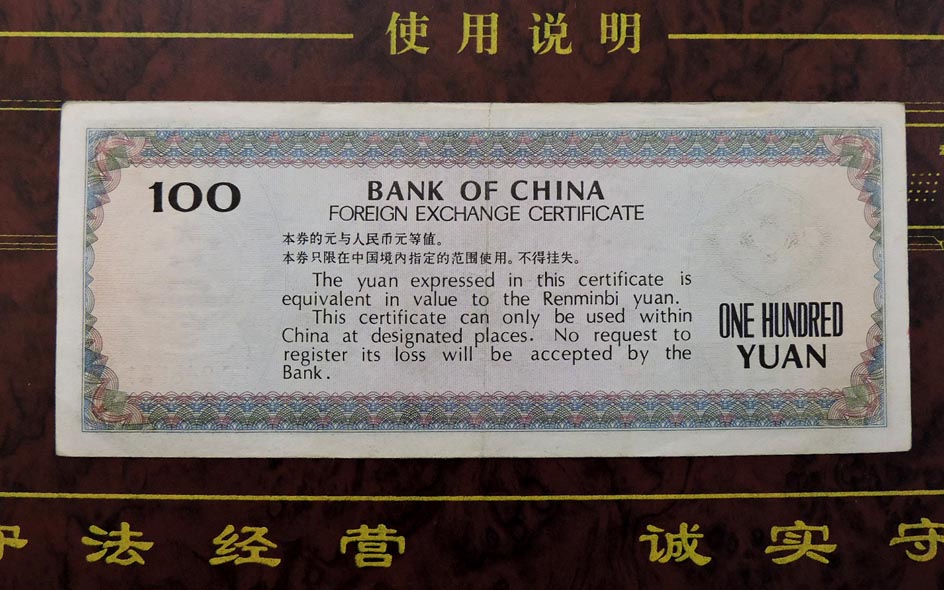 使用说明
100
BANK OF CHINA
FOREIGN EXCHANGE CERTIFICATE
本券的元与人民币元等值。
本券只限在中国境内指定的范围使用。不得挂失。
The yuan expressed in this certificate is
equivalent in value to the Renminbi yuan.
This certificate can only be used within
China at designated places. No request to
register its loss will be accepted by the
Bank.
ONE HUNDRED
YUAN
守法经营 诚实守